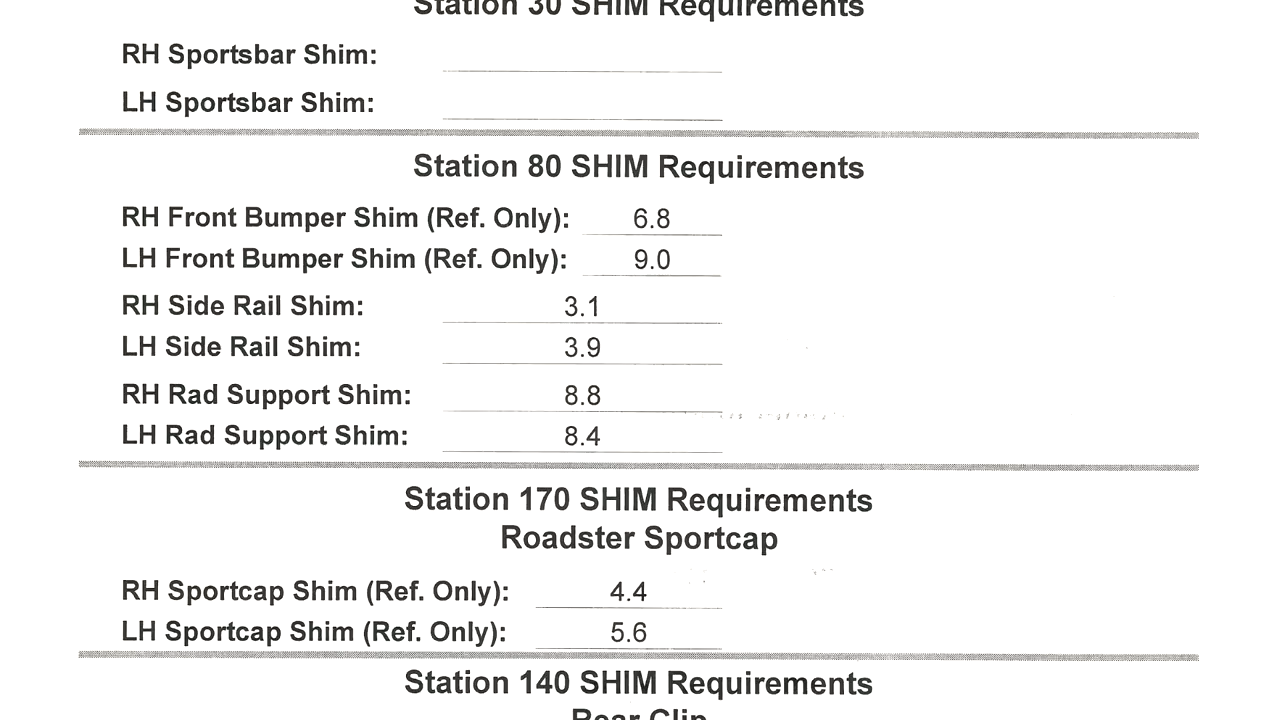 Station 30 SHIM Requirements
RH Sportsbar Shim:
LH Sportsbar Shim:
Station 80 SHIM Requirements
RH Front Bumper Shim (Ref. Only): 6.8
LH Front Bumper Shim (Ref. Only): 9.0
RH Side Rail Shim: 3.1
LH Side Rail Shim: 3.9
RH Rad Support Shim: 8.8
LH Rad Support Shim: 8.4
Station 170 SHIM Requirements
Roadster Sportcap
RH Sportcap Shim (Ref. Only): 4.4
LH Sportcap Shim (Ref. Only): 5.6
Station 140 SHIM Requirements
Rear Clip